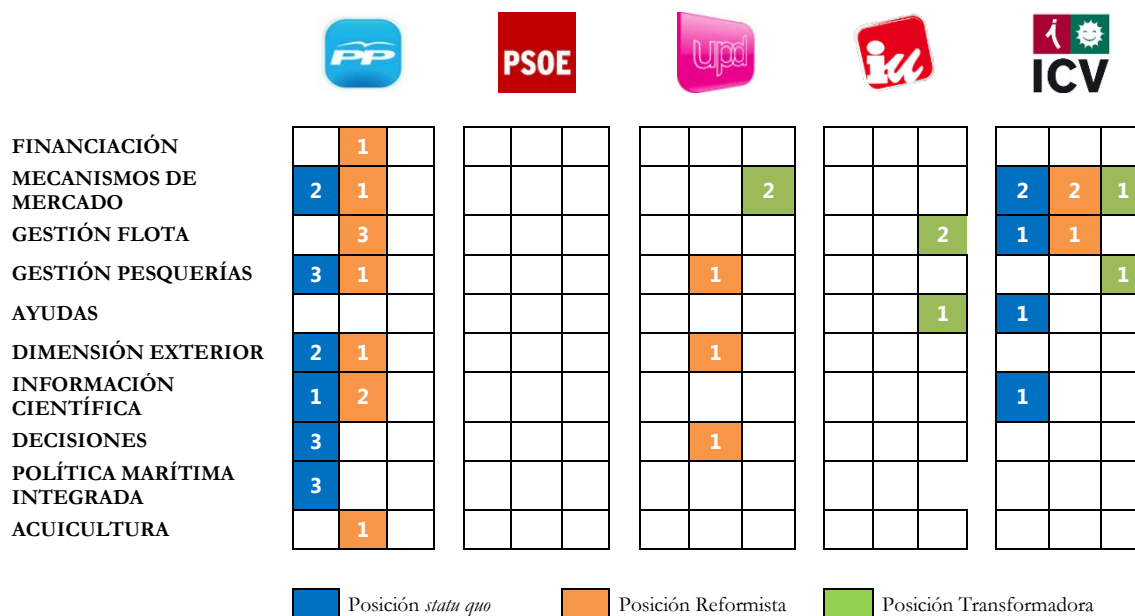 PP PSOE upd iu ICV
FINANCIACIÓN 1
MECANISMOS DE
MERCADO 2 1 2 2 2 1
GESTIÓN FLOTA 3 2 1 1
GESTIÓN PESQUERÍAS 3 1 1 1
AYUDAS 1 1
DIMENSIÓN EXTERIOR 2 1 1
INFORMACIÓN
CIENTÍFICA 1 2 1
DECISIONES 3 1
POLÍTICA MARÍTIMA
INTEGRADA 3
ACUICULTURA 1
Posición statu quo Posición Reformista Posición Transformadora